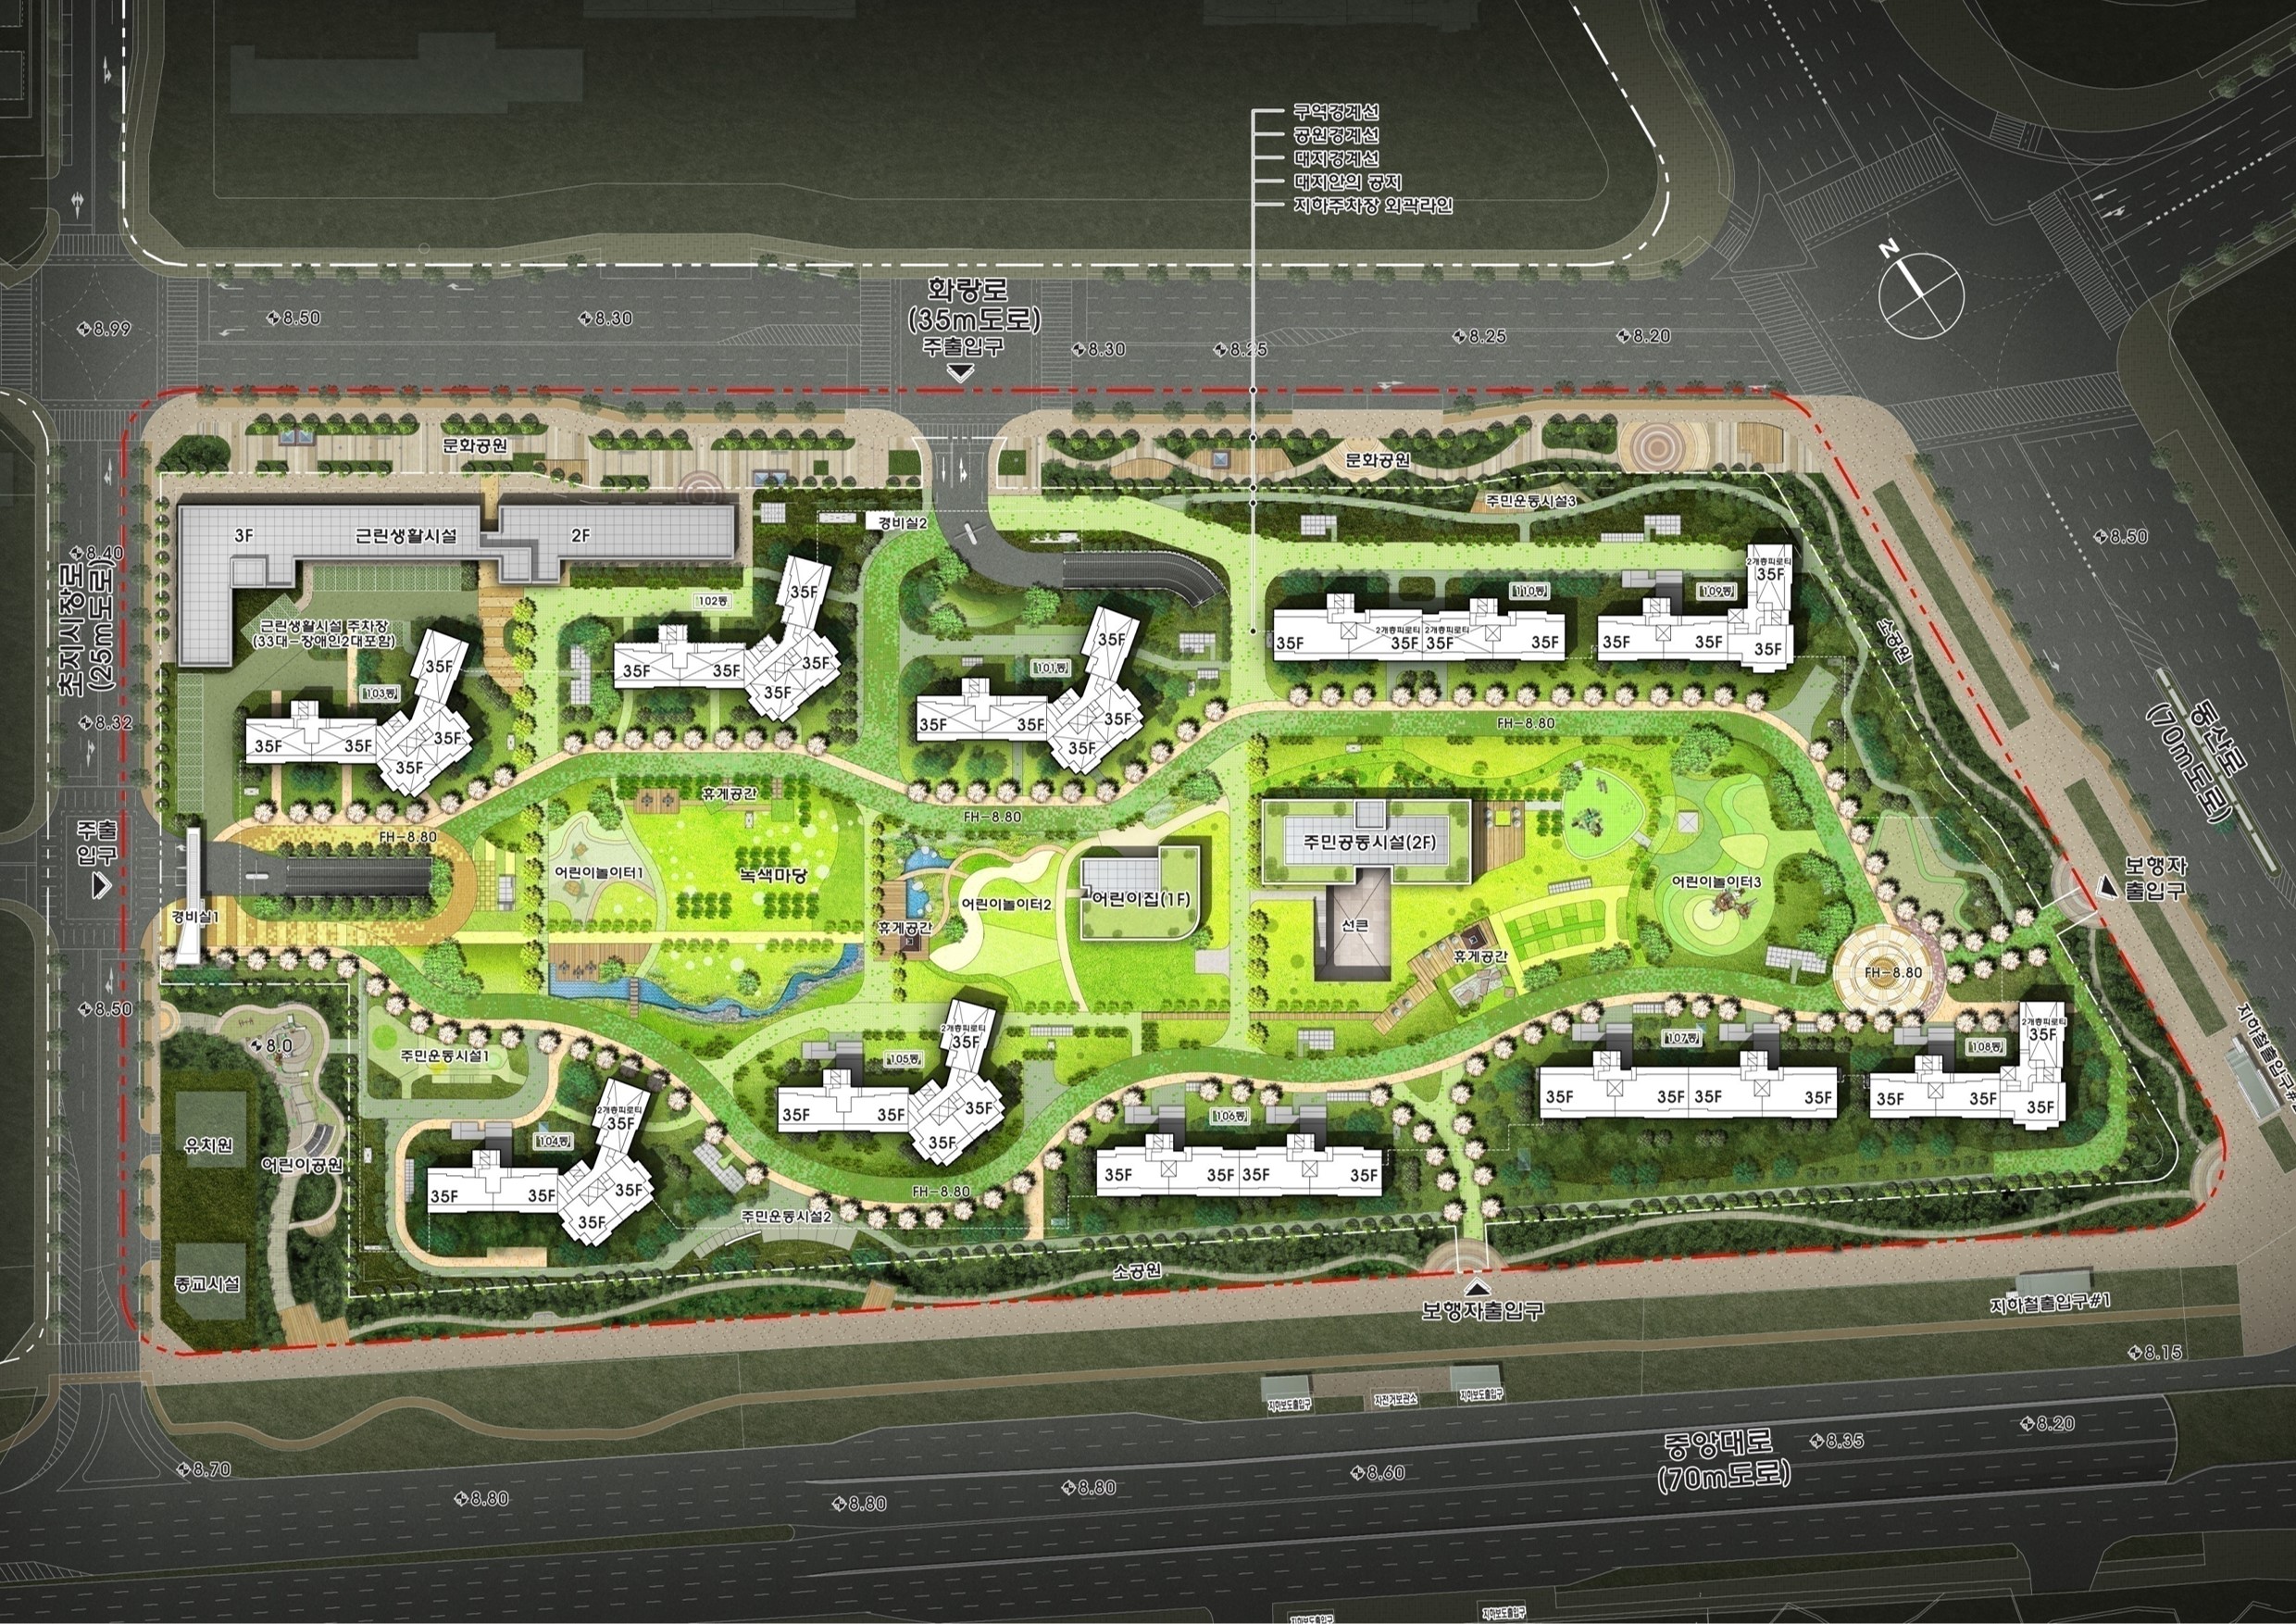 구역경계선
공원경계선
대지경계선
대지안의 공지
지하주차장 외곽라인
N
화랑로
(35m도로)
주출입구
8.99
8.50
8.30
8.30
8.25
8.25
8.20
문화공원
문화공원
주민운동시설3
3F
근린생활시설
2F
경비실2
8.40
초지시장로
(25m도로)
8.32
8.50
근린생활시설 주차장
(33대-장애인2대포함)
102동
35F
35F
35F
35F
35F
103동
35F
35F
35F
35F
35F
101동
35F
35F
35F
35F
35F
110동
35F
2개층피로티
35F
2개층피로티
35F
35F
109동
2개층피로티
35F
35F
35F
35F
소공원
8.50
동산로
(70m도로)
FH-8.80
FH-8.80
FH-8.80
주출
입구
경비실1
휴게공간
어린이놀이터1
녹색마당
휴게공간
어린이놀이터2
어린이집(1F)
주민공동시설(2F)
선큰
휴게공간
어린이놀이터3
FH-8.80
보행자
출입구
8.50
8.0
주민운동시설1
유치원
어린이공원
종교시설
104동
2개층피로티
35F
35F
35F
35F
35F
105동
2개층피로티
35F
35F
35F
35F
35F
FH-8.80
주민운동시설2
106동
35F
35F
35F
35F
107동
35F
35F
35F
35F
108동
2개층피로티
35F
35F
35F
35F
소공원
보행자출입구
지하철출입구#1
8.15
지하보도출입구
자전거보관소
지하보도출입구
중앙대로
(70m도로)
8.70
8.80
8.80
8.80
8.60
8.35
8.20
지하보도출입구
지하보도출입구